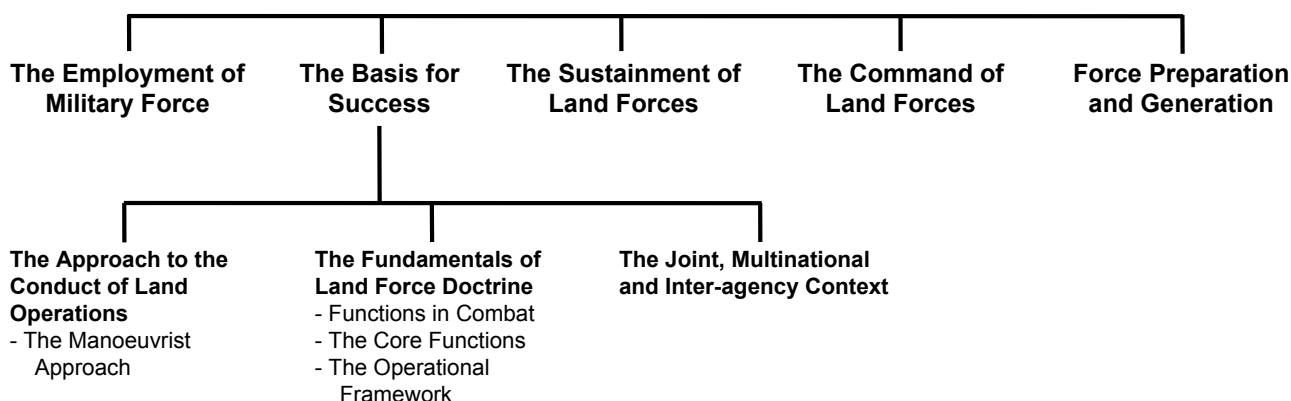 The Employment of
Military Force
The Basis for
Success
The Sustainment of
Land Forces
The Command of
Land Forces
Force Preparation
and Generation
The Approach to the
Conduct of Land
Operations
- The Manoeuvrist
Approach
The Fundamentals of
Land Force Doctrine
- Functions in Combat
- The Core Functions
- The Operational
Framework
The Joint, Multinational
and Inter-agency Context